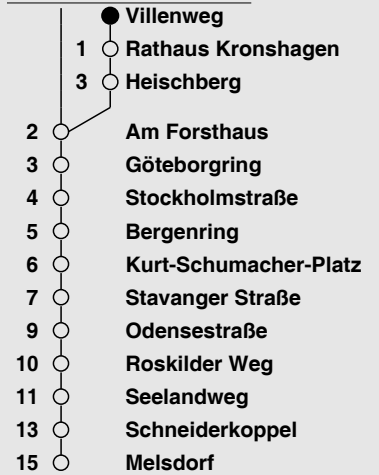 Villenweg
1 Rathaus Kronshagen
3 Heischberg
2 Am Forsthaus
3 Göteborgring
4 Stockholmstraße
5 Bergenring
6 Kurt-Schumacher-Platz
7 Stavanger Straße
9 Odensestraße
10 Roskilder Weg
11 Seelandweg
13 Schneiderkoppel
15 Melsdorf